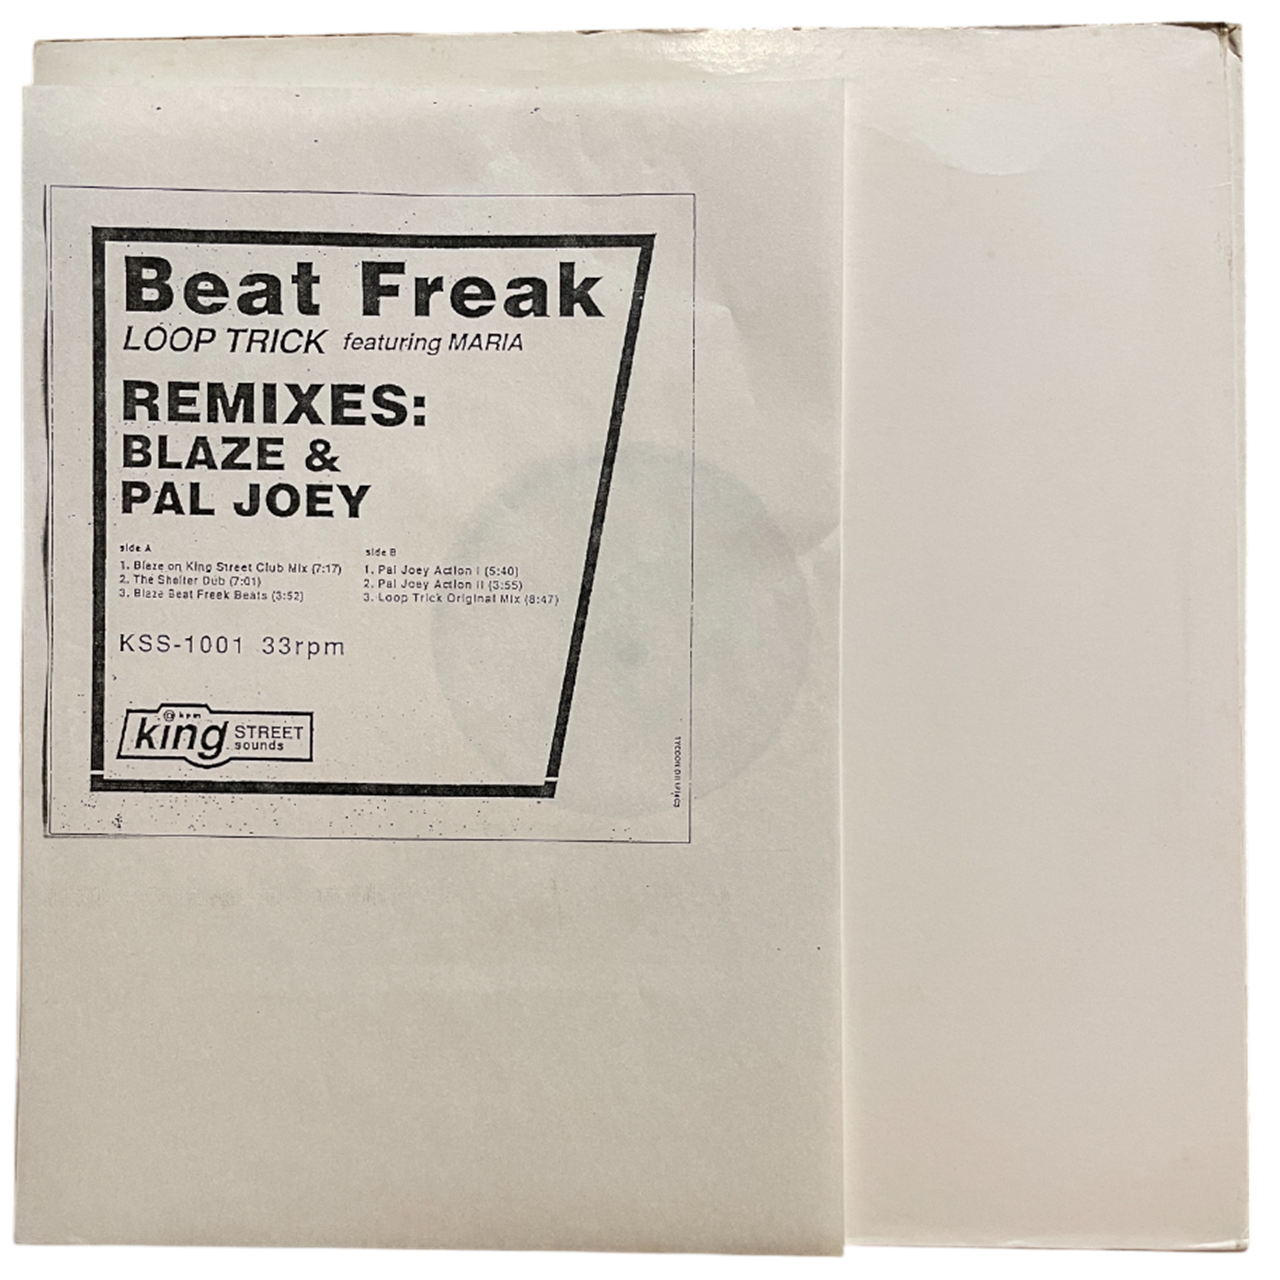 Beat Freak
LOOP TRICK featuring MARIA
REMIXES:
BLAZE &
PAL JOEY
side A
1. Blaze on King Street Club Mix (7:17)
2. The Shelter Dub (7:01)
3. Blaze Beat Freek Beats (3:52)
side B
1. Pal Joey Action I (5:40)
2. Pal Joey Action II (3:55)
3. Loop Trick Original Mix (8:47)
KSS-1001 33rpm
@ bpm
king STREET
sounds
TYCOON